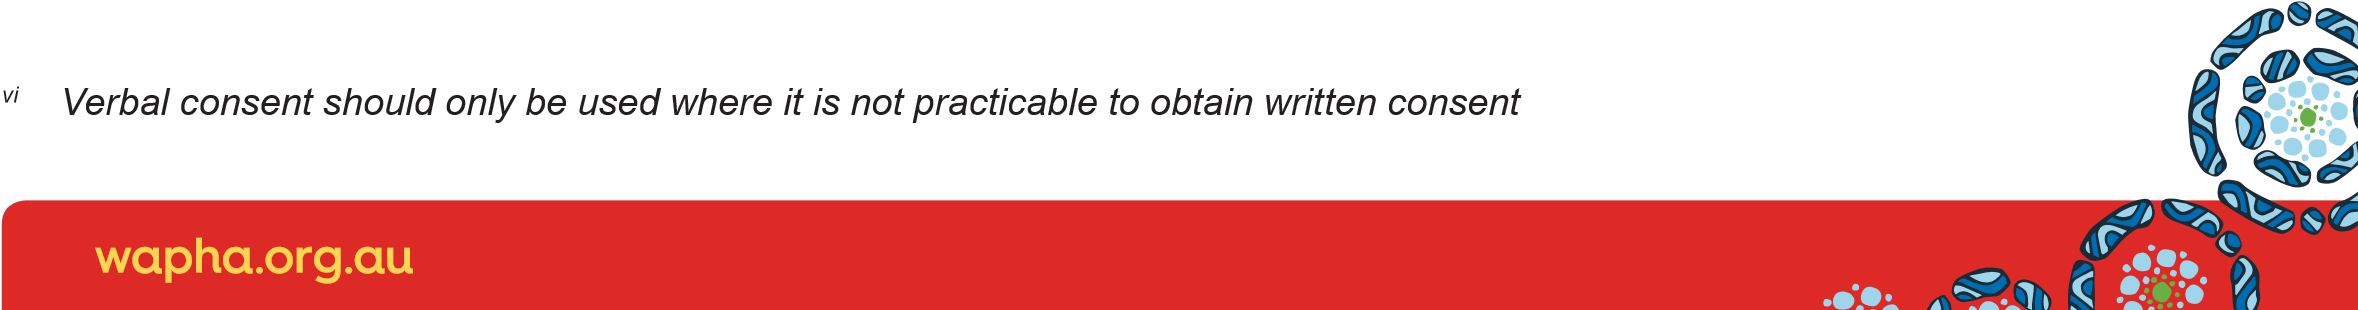 vi Verbal consent should only be used where it is not practicable to obtain written consent
wapha.org.au